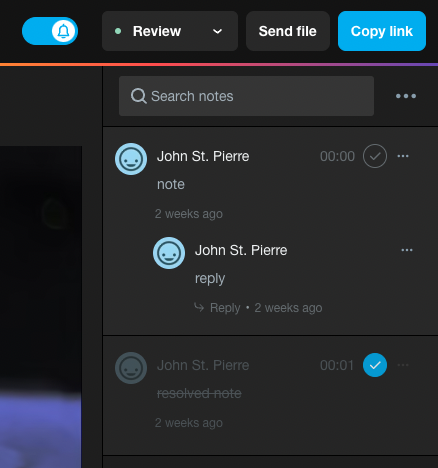 Review
Send file
Copy link
Search notes
John St. Pierre 00:00
note
2 weeks ago
John St. Pierre
reply
Reply • 2 weeks ago
John St. Pierre 00:01
resolved note
2 weeks ago